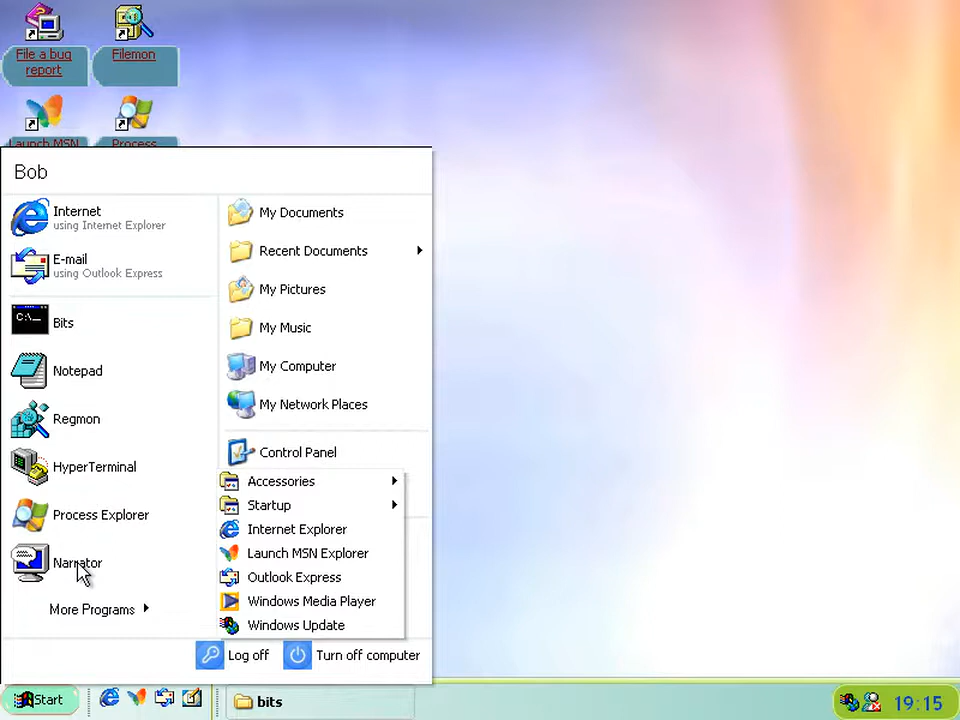 File a bug
report
Filemon
Launch MSN
Process
Bob
Internet
using Internet Explorer
E-mail
using Outlook Express
C:\_
Bits
Notepad
Regmon
HyperTerminal
Process Explorer
Narrator
More Programs
My Documents
Recent Documents
My Pictures
My Music
My Computer
My Network Places
Control Panel
Accessories
Startup
Internet Explorer
Launch MSN Explorer
Outlook Express
Windows Media Player
Windows Update
Log off
Turn off computer
Start
bits
19:15